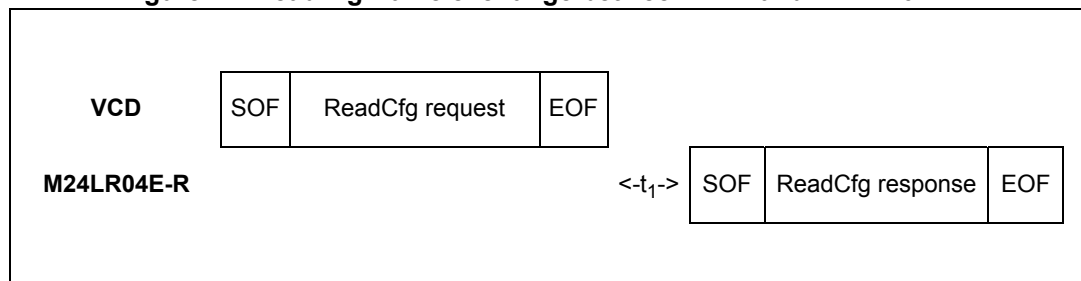 VCD SOF ReadCfg request EOF
M24LR04E-R <-t₁-> SOF ReadCfg response EOF